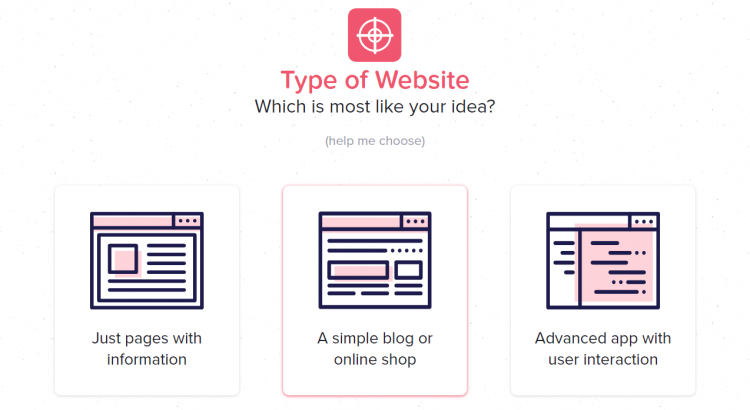 Type of Website
Which is most like your idea?
(help me choose)
Just pages with
information
A simple blog or
online shop
Advanced app with
user interaction